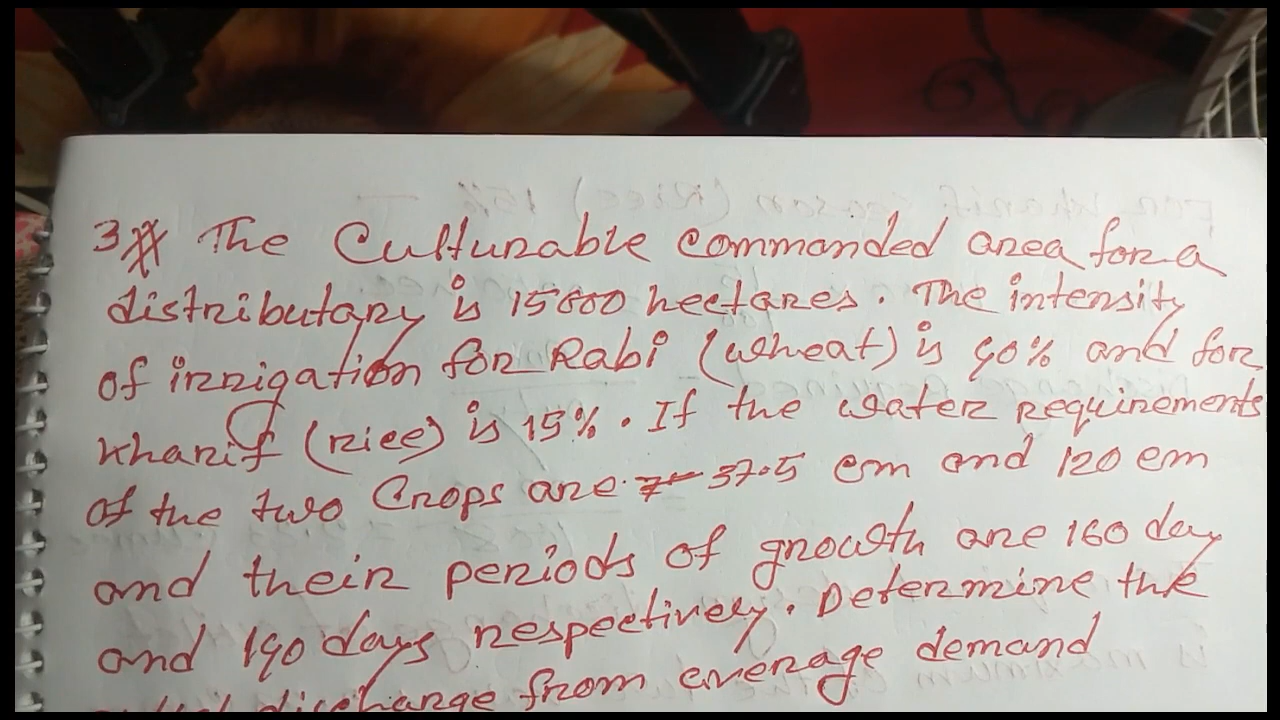 3# The Culturable Commanded area for a
distributary is 15000 hectares. The intensity
of irrigation for Rabi (wheat) is 40% and for
Kharif (rice) is 15%. If the water requirements
of the two Crops are 37.5 cm and 120 cm
and their periods of growth are 160 day
and 140 days respectively. Determine the
discharge from average demand